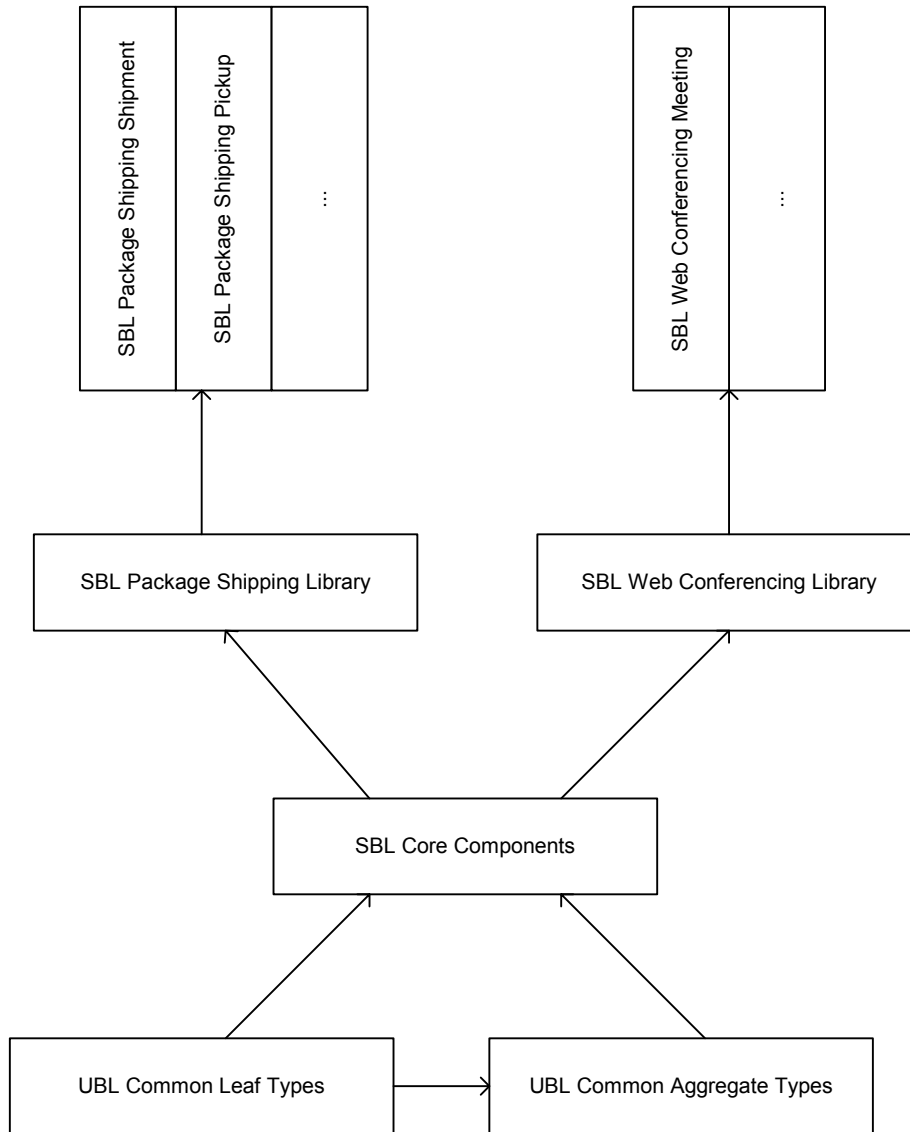 SBL Package Shipping Shipment
SBL Package Shipping Pickup
...
SBL Web Conferencing Meeting
...
SBL Package Shipping Library
SBL Web Conferencing Library
SBL Core Components
UBL Common Leaf Types
UBL Common Aggregate Types